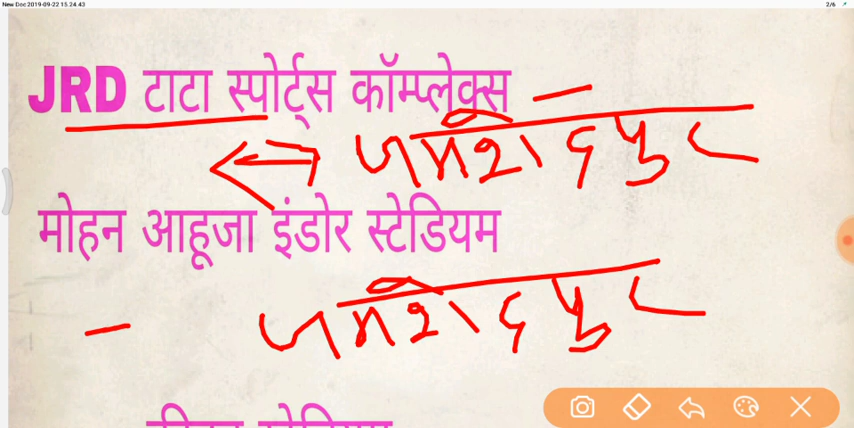 New Doc 2019-09-22 15.24.43
2/6
JRD टाटा स्पोर्ट्स कॉम्प्लेक्स –
जमशेदपुर
मोहन आहूजा इंडोर स्टेडियम
– जमशेदपुर